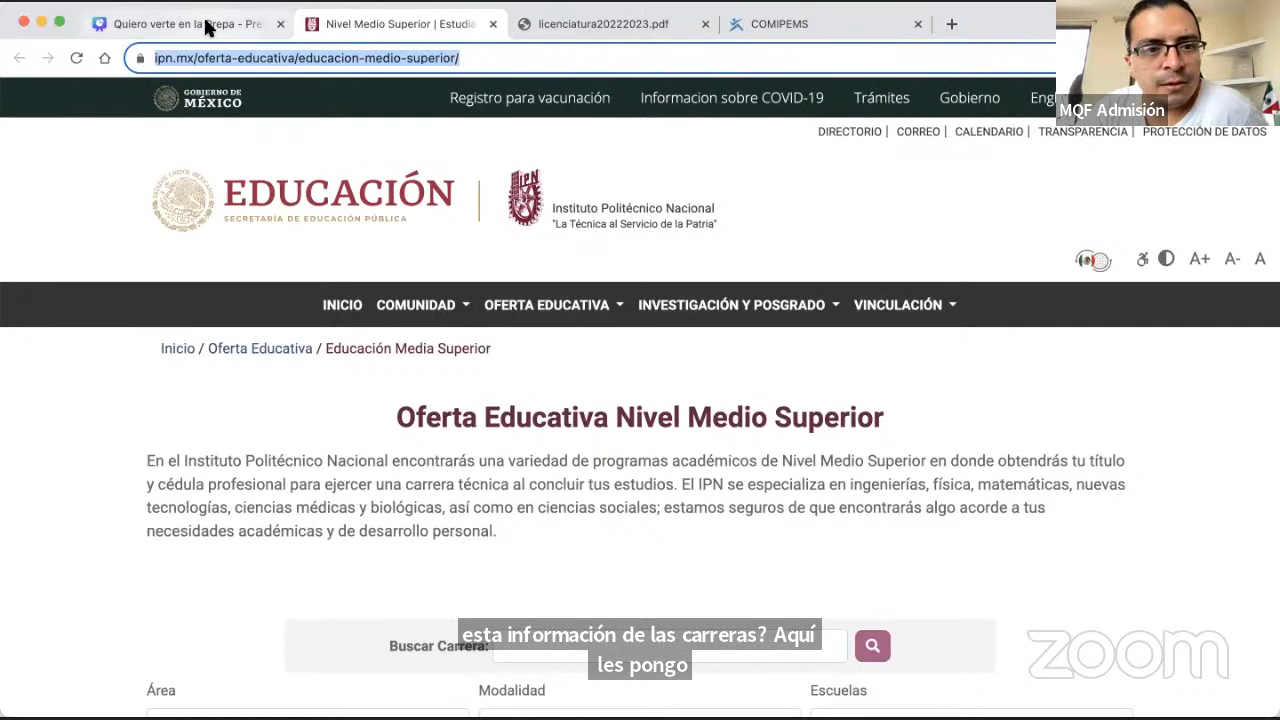 Quiero verte en la prepa - Pre
Nivel Medio Superior | Estudia
licenciatura20222023.pdf
COMIPEMS
ipn.mx/oferta-educativa/educacion-medio-superior/
GOBIERNO DE
MÉXICO
Registro para vacunación
Informacion sobre COVID-19
Trámites
Gobierno
Eng
MQF Admisión
DIRECTORIO | CORREO | CALENDARIO | TRANSPARENCIA | PROTECCIÓN DE DATOS
EDUCACIÓN
SECRETARÍA DE EDUCACIÓN PÚBLICA
IPN
Instituto Politécnico Nacional
"La Técnica al Servicio de la Patria"
A+ A- A
INICIO COMUNIDAD OFERTA EDUCATIVA INVESTIGACIÓN Y POSGRADO VINCULACIÓN
Inicio / Oferta Educativa / Educación Media Superior
Oferta Educativa Nivel Medio Superior
En el Instituto Politécnico Nacional encontrarás una variedad de programas académicos de Nivel Medio Superior en donde obtendrás tu título
y cédula profesional para ejercer una carrera técnica al concluir tus estudios. El IPN se especializa en ingenierías, física, matemáticas, nuevas
tecnologías, ciencias médicas y biológicas, así como en ciencias sociales; estamos seguros de que encontrarás algo acorde a tus
necesidades académicas y de desarrollo personal.
Buscar Carrera:
esta información de las carreras? Aquí
les pongo
zoom
Área
Modalidad
Escuelas